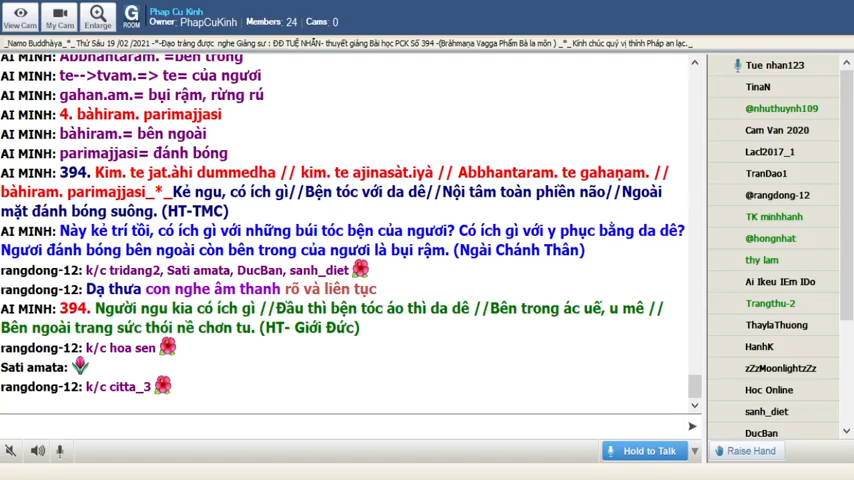 View Cam
My Cam
Enlarge
G
ROOM
Phap Cu Kinh
Owner: PhapCuKinh Members: 24 Cams: 0
_Namo Buddhàya_*_ Thứ Sáu 19 /02 /2021 -*-Đạo tràng được nghe Giảng sư : ĐĐ TUỆ NHÂN- thuyết giảng Bài học PCK Số 394 -(Bràhmaṇa Vagga Phẩm Bà la môn ) _*_ Kính chúc quý vị thính Pháp an lạc,_
AI MINH: Abbhantaram. =bên trong
AI MINH: te-->tvam.=> te= của ngươi
AI MINH: gahan.am.= bụi rậm, rừng rú
AI MINH: 4. bàhiram. parimajjasi
AI MINH: bàhiram.= bên ngoài
AI MINH: parimajjasi= đánh bóng
AI MINH: 394. Kim. te jat.àhi dummedha // kim. te ajinasàt.iyà // Abbhantaram. te gahaṇam. //
bàhiram. parimajjasi_*_Kẻ ngu, có ích gì//Bện tóc với da dê//Nội tâm toàn phiền não//Ngoài
mặt đánh bóng suông. (HT-TMC)
AI MINH: Này kẻ trí tồi, có ích gì với những búi tóc bện của ngươi? Có ích gì với y phục bằng da dê?
Ngươi đánh bóng bên ngoài còn bên trong của ngươi là bụi rậm. (Ngài Chánh Thân)
rangdong-12: k/c tridang2, Sati amata, DucBan, sanh_diet
rangdong-12: Dạ thưa con nghe âm thanh rõ và liên tục
AI MINH: 394. Người ngu kia có ích gì //Đầu thì bện tóc áo thì da dê //Bên trong ác uế, u mê //
Bên ngoài trang sức thói nề chơn tu. (HT- Giới Đức)
rangdong-12: k/c hoa sen
Sati amata:
rangdong-12: k/c citta_3
Hold to Talk
Tue nhan123
TinaN
@nhuthuynh109
Cam Van 2020
Lacl2017_1
TranDao1
@rangdong-12
TK minhhanh
@hongnhat
thy lam
Ai Ikeu IEm IDo
Trangthu-2
ThaylaThuong
HanhK
zZzMoonlightzZz
Hoc Online
sanh_diet
DucBan
Raise Hand